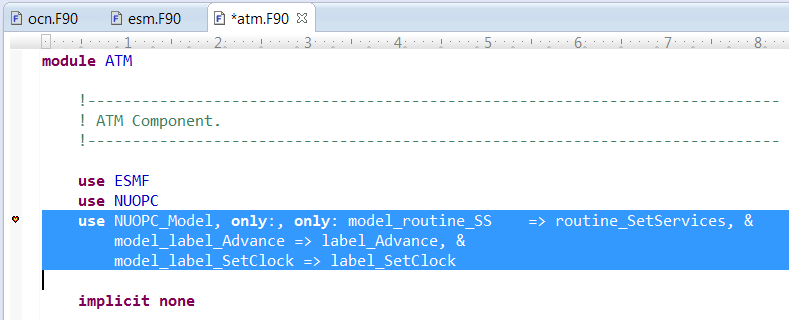 ocn.F90 esm.F90 *atm.F90
1 2 3 4 5 6 7 8
module ATM
!-----------------------------------------------------------------------------
! ATM Component.
!-----------------------------------------------------------------------------
use ESMF
use NUOPC
use NUOPC_Model, only:, only: model_routine_SS    => routine_SetServices, &
model_label_Advance => label_Advance, &
model_label_SetClock => label_SetClock
implicit none